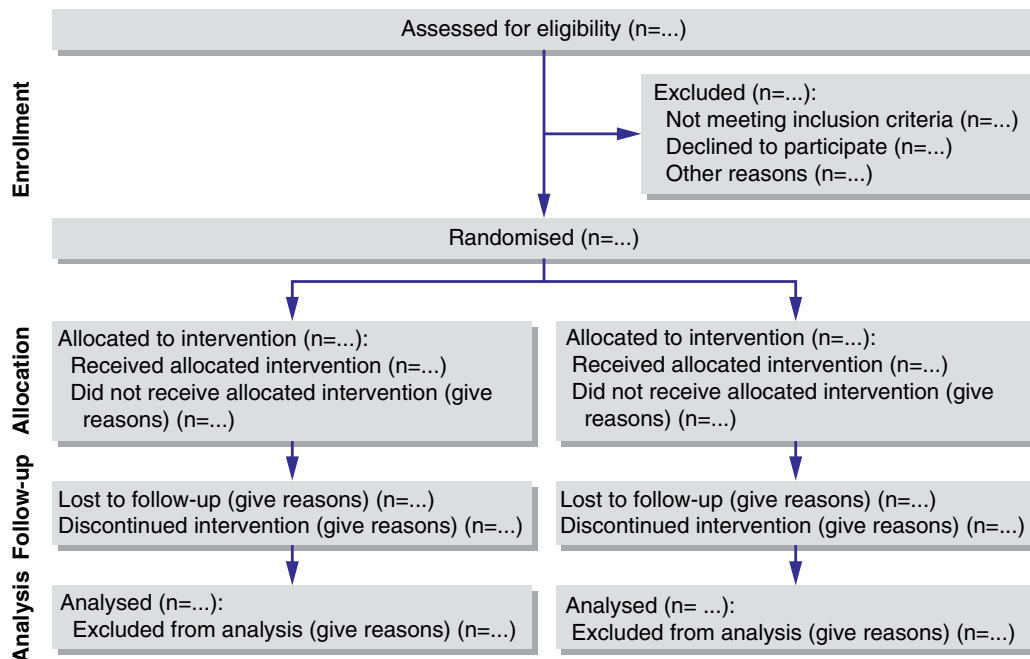 Assessed for eligibility (n=...)
Enrollment
Excluded (n=...):
Not meeting inclusion criteria (n=...)
Declined to participate (n=...)
Other reasons (n=...)
Randomised (n=...)
Allocation
Allocated to intervention (n=...):
Received allocated intervention (n=...)
Did not receive allocated intervention (give
reasons) (n=...)
Allocated to intervention (n=...):
Received allocated intervention (n=...)
Did not receive allocated intervention (give
reasons) (n=...)
Follow-up
Lost to follow-up (give reasons) (n=...)
Discontinued intervention (give reasons) (n=...)
Lost to follow-up (give reasons) (n=...)
Discontinued intervention (give reasons) (n=...)
Analysis
Analysed (n=...):
Excluded from analysis (give reasons) (n=...)
Analysed (n= ...):
Excluded from analysis (give reasons) (n=...)